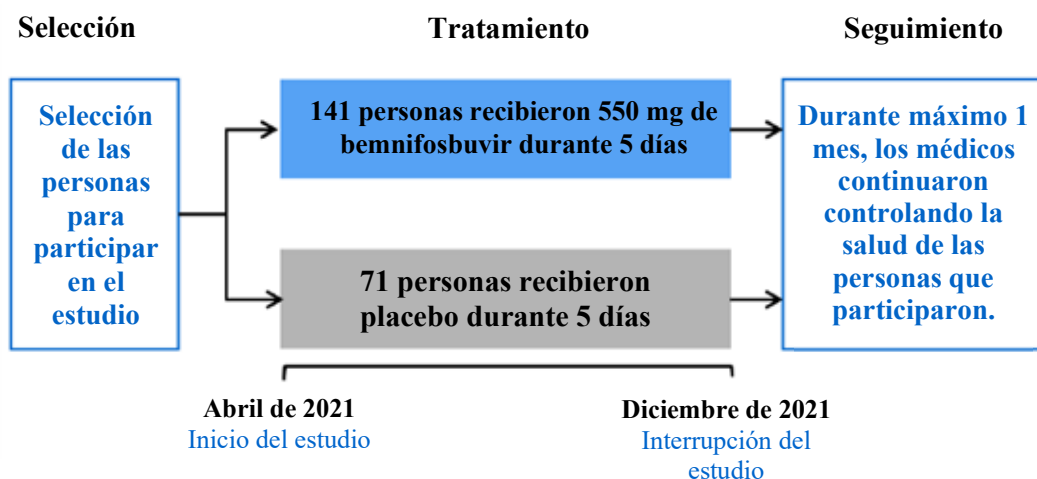 Selección
Tratamiento
Seguimiento
Selección
de las
personas
para
participar
en el
estudio
141 personas recibieron 550 mg de
bemnifosbuvir durante 5 días
71 personas recibieron
placebo durante 5 días
Durante máximo 1
mes, los médicos
continuaron
controlando la
salud de las
personas que
participaron.
Abril de 2021
Inicio del estudio
Diciembre de 2021
Interrupción del
estudio